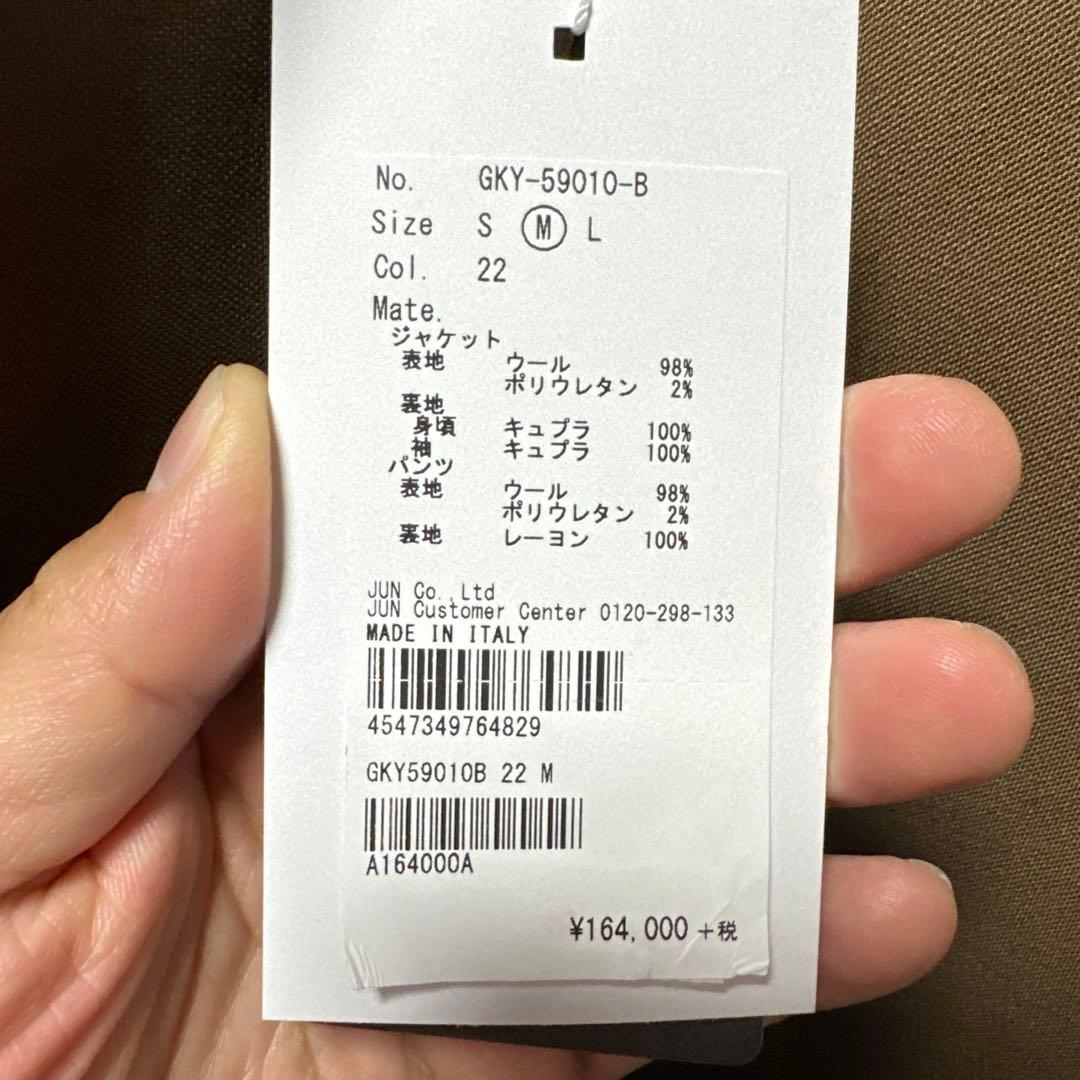 No. GKY-59010-B
Size S M L
Col. 22
Mate.
ジャケット
表地 ウール 98%
ポリウレタン 2%
裏地
身頃 キュプラ 100%
袖 キュプラ 100%
パンツ
表地 ウール 98%
ポリウレタン 2%
裏地 レーヨン 100%
JUN Co.,Ltd
JUN Customer Center 0120-298-133
MADE IN ITALY
4547349764829
GKY59010B 22 M
A164000A
¥164,000 +税